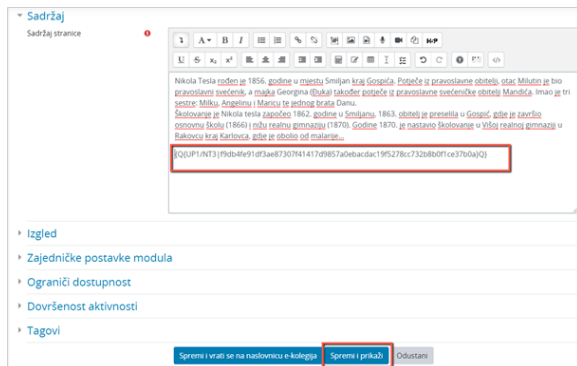 Sadržaj
Sadržaj stranice
Nikola Tesla rođen je 1856. godine u mjestu Smiljan kraj Gospića. Potječe iz pravoslavne obitelji, otac Milutin je bio
pravoslavni svećenik, a majka Georgina (Đuka) također potječe iz pravoslavne svećeničke obitelji Mandića. Imao je tri
sestre: Milku, Angelinu i Maricu te jednog brata Danu.
Školovanje je Nikola tesla započeo 1862. godine u Smiljanu, 1863. obitelj je preselila u Gospić, gdje je završio
osnovnu školu (1866) i nižu realnu gimnaziju (1870). Godine 1870. je nastavio školovanje u Višoj realnoj gimnaziji u
Rakovcu kraj Karlovca, gdje je obolio od malarije...
{Q{UP1/NT3|f9db4fe91df3ae87307f41417d9857a0ebacdac19f5278cc732b8b0f1ce37b0a}Q}
Izgled
Zajedničke postavke modula
Ograniči dostupnost
Dovršenost aktivnosti
Tagovi
Spremi i vrati se na naslovnicu e-kolegija Spremi i prikaži Odustani